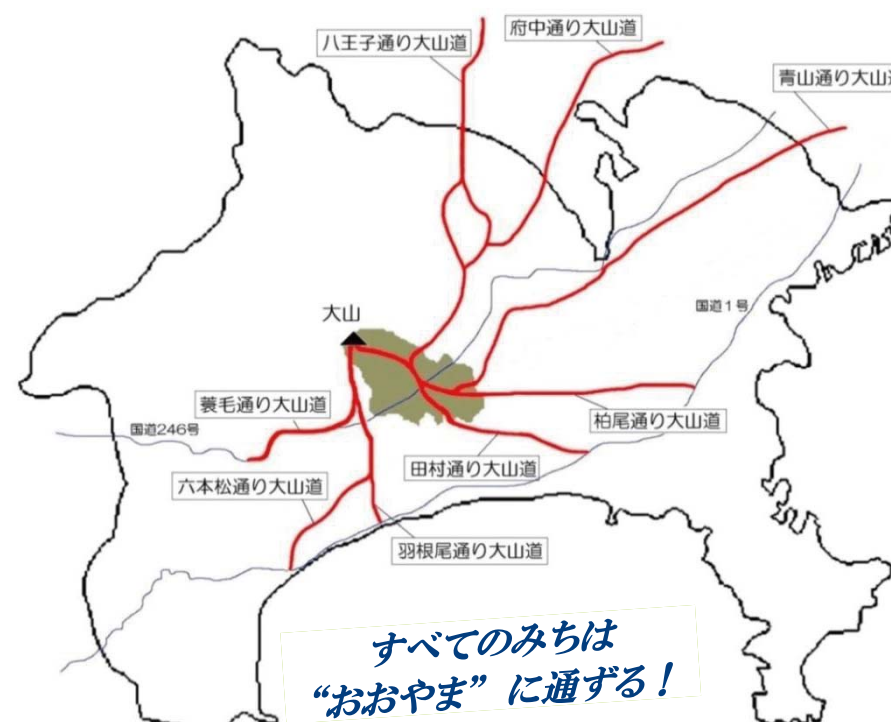 八王子通り大山道
府中通り大山道
青山通り大山
国道1号
大山
蓑毛通り大山道
国道246号
柏尾通り大山道
田村通り大山道
六本松通り大山道
羽根尾通り大山道
すべてのみちは
“おおやま”に通ずる!